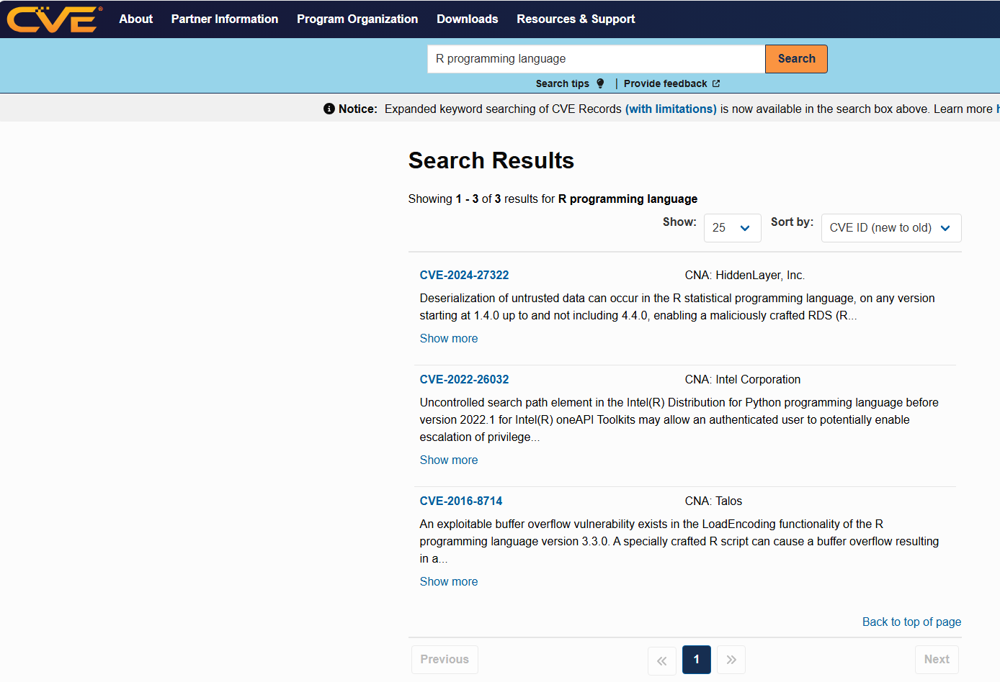 CVE®
About Partner Information Program Organization Downloads Resources & Support
R programming language Search
Search tips | Provide feedback
Notice: Expanded keyword searching of CVE Records (with limitations) is now available in the search box above. Learn more
Search Results
Showing 1 - 3 of 3 results for R programming language
Show: 25 Sort by: CVE ID (new to old)
CVE-2024-27322 CNA: HiddenLayer, Inc.
Deserialization of untrusted data can occur in the R statistical programming language, on any version
starting at 1.4.0 up to and not including 4.4.0, enabling a maliciously crafted RDS (R...
Show more
CVE-2022-26032 CNA: Intel Corporation
Uncontrolled search path element in the Intel(R) Distribution for Python programming language before
version 2022.1 for Intel(R) oneAPI Toolkits may allow an authenticated user to potentially enable
escalation of privilege...
Show more
CVE-2016-8714 CNA: Talos
An exploitable buffer overflow vulnerability exists in the LoadEncoding functionality of the R
programming language version 3.3.0. A specially crafted R script can cause a buffer overflow resulting
in a...
Show more
Back to top of page
Previous « 1 » Next